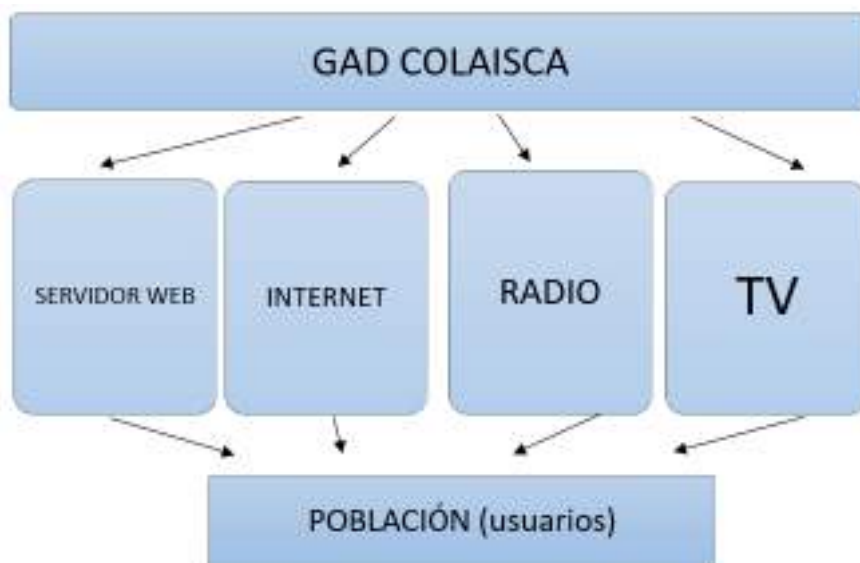 GAD COLAISCA
SERVIDOR WEB
INTERNET
RADIO
TV
POBLACIÓN (usuarios)